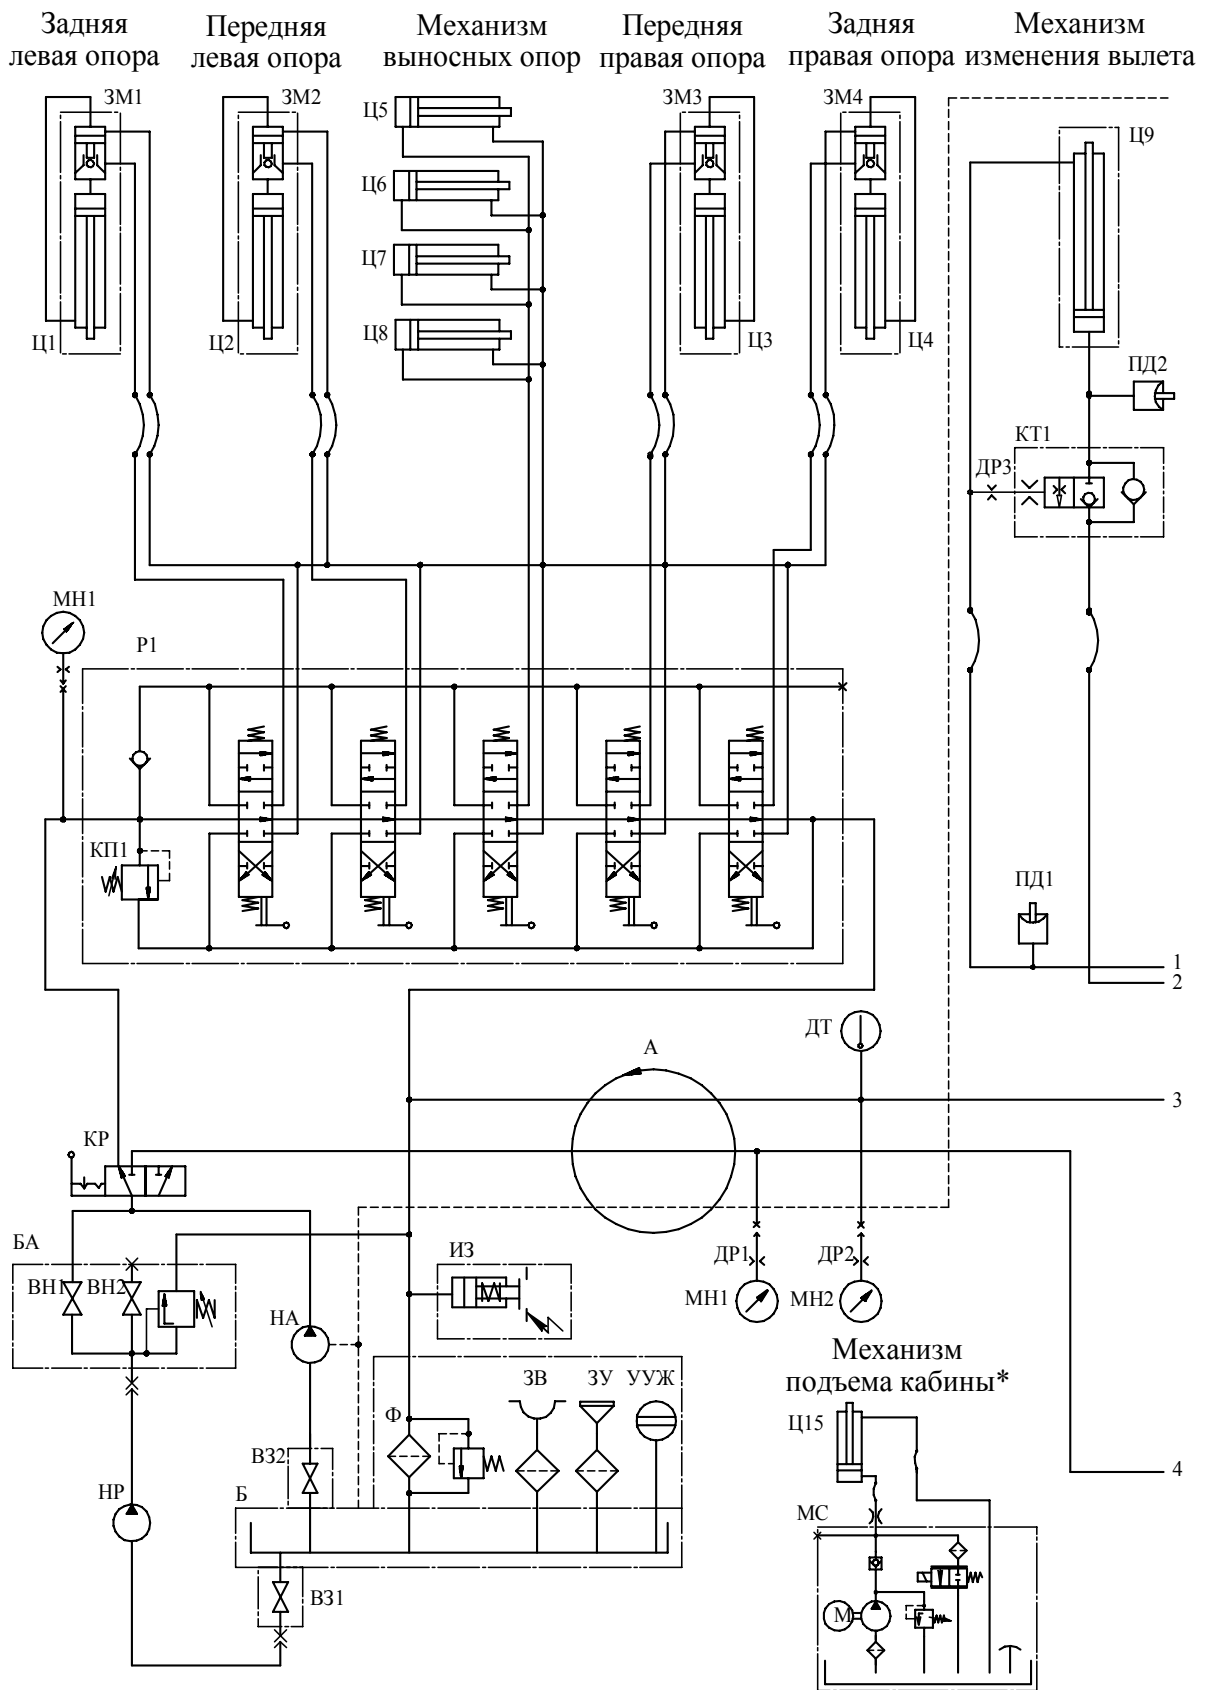 Задняя
левая опора
Передняя
левая опора
Механизм
выносных опор
Передняя
правая опора
Задняя
правая опора
Механизм
изменения вылета
ЗМ1
ЗМ2
Ц5
ЗМ3
ЗМ4
Ц9
Ц6
Ц7
Ц1
Ц2
Ц8
Ц3
Ц4
ПД2
КТ1
ДР3
МН1
Р1
КП1
ПД1
1
2
ДТ
А
3
КР
БА
ВН1
ВН2
ИЗ
ДР1
ДР2
МН1
МН2
НА
Механизм
подъема кабины*
ЗВ
ЗУ
УУЖ
Ф
Ц15
ВЗ2
4
НР
Б
МС
ВЗ1
М